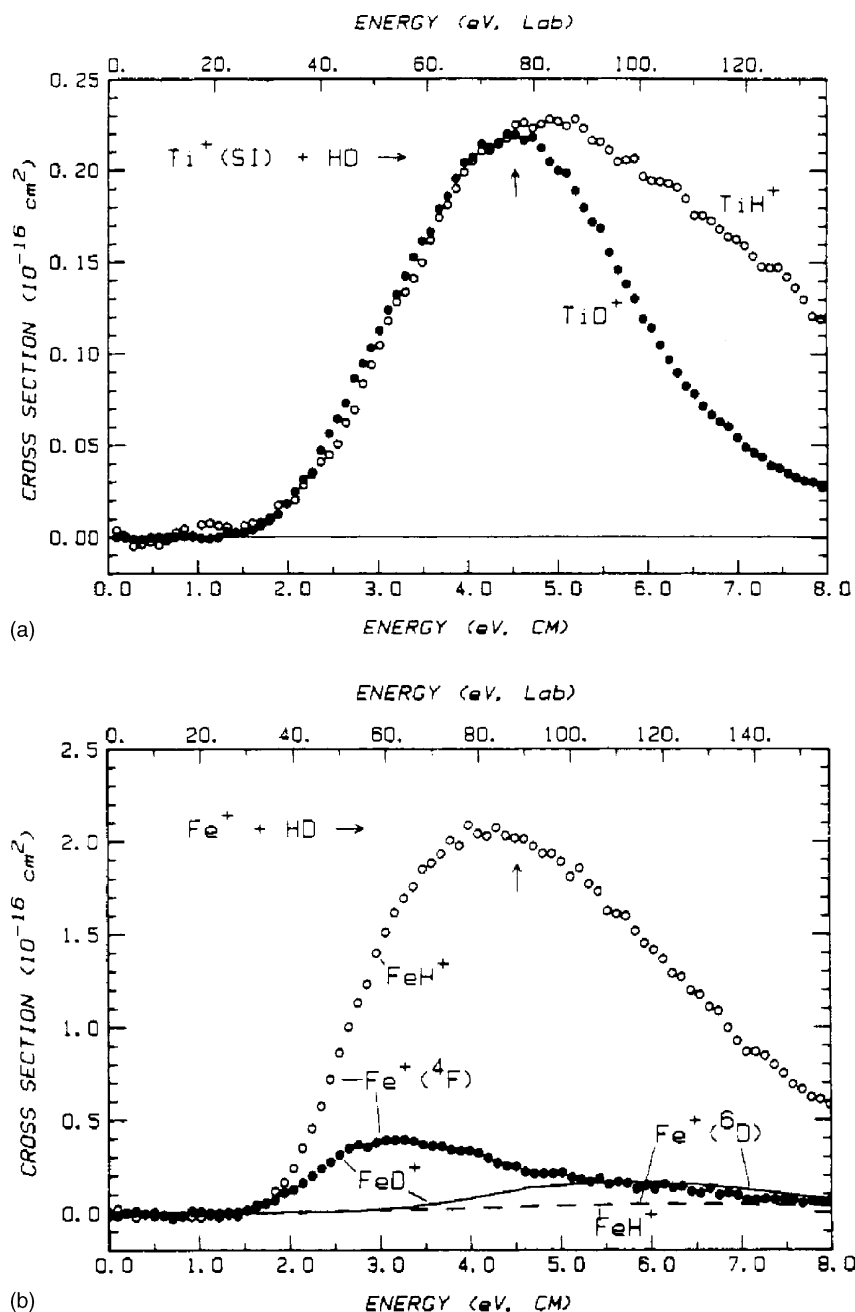 ENERGY (eV, Lab)
0. 20. 40. 60. 80. 100. 120.
0.25
0.20
0.15
0.10
0.05
0.00
CROSS SECTION (10⁻¹⁶ cm²)
Ti⁺(SI) + HD →
↑
TiH⁺
TiD⁺
0.0 1.0 2.0 3.0 4.0 5.0 6.0 7.0 8.0
ENERGY (eV, CM)
(a)
ENERGY (eV, Lab)
0. 20. 40. 60. 80. 100. 120. 140.
2.5
2.0
1.5
1.0
0.5
0.0
CROSS SECTION (10⁻¹⁶ cm²)
Fe⁺ + HD →
↑
FeH⁺
Fe⁺(⁴F)
Fe⁺(⁶D)
FeD⁺
FeH⁺
0.0 1.0 2.0 3.0 4.0 5.0 6.0 7.0 8.0
ENERGY (eV, CM)
(b)